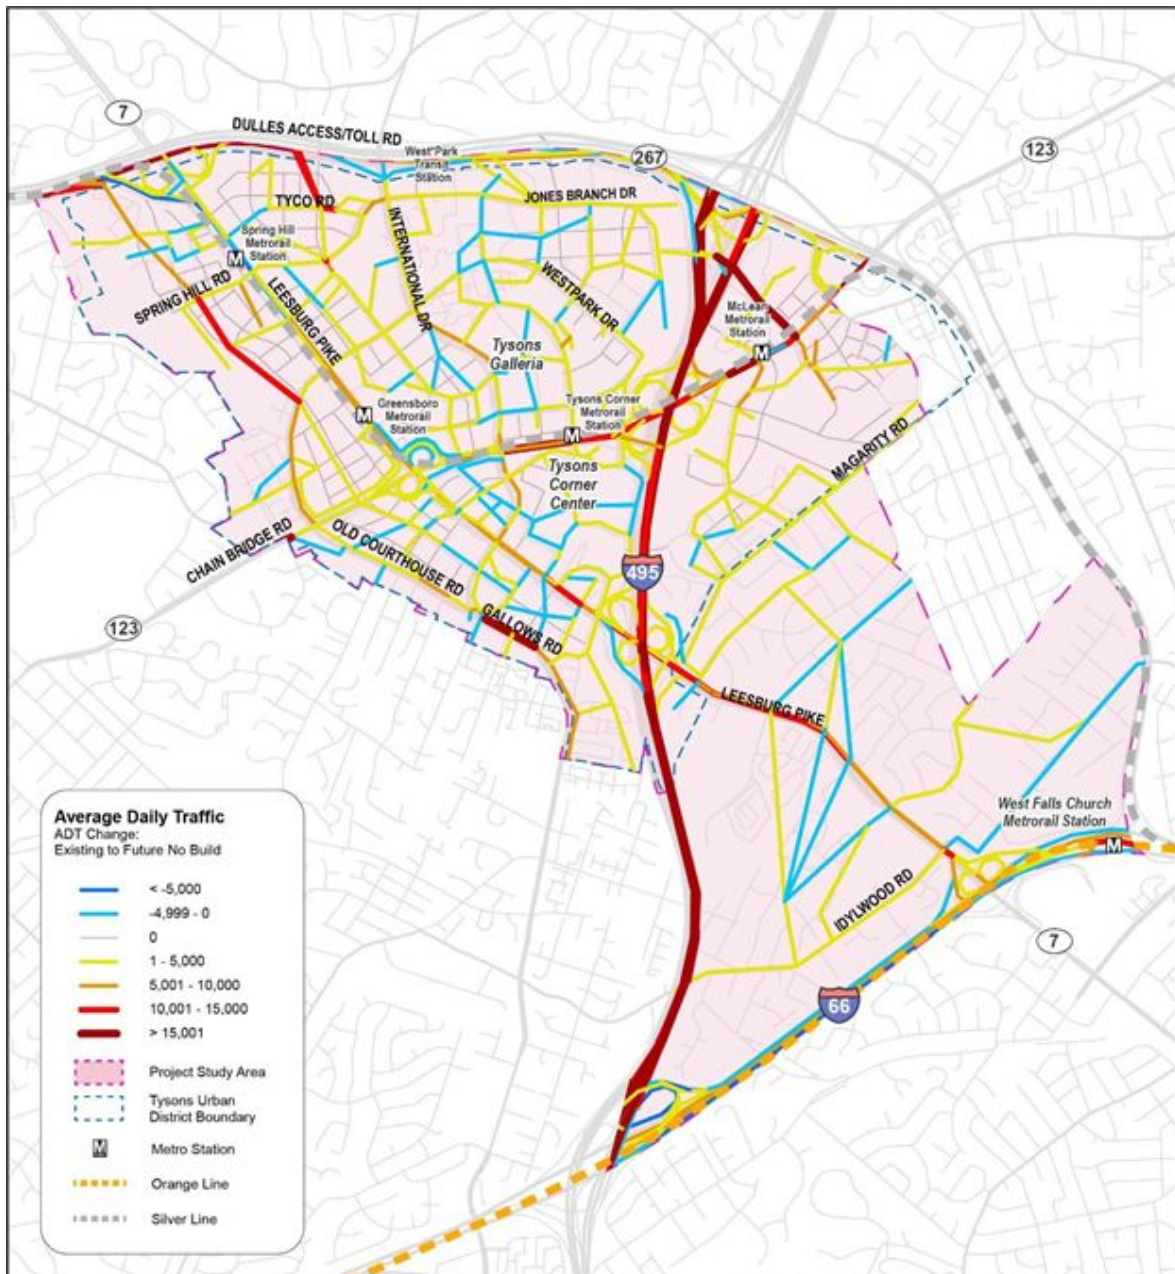 7
DULLES ACCESS/TOLL RD
West*Park
Transit
Station
267
123
TYCO RD
JONES BRANCH DR
Spring Hill
Metrorail
Station
M
INTERNATIONAL DR
SPRING HILL RD
LEESBURG PIKE
WESTPARK DR
McLean
Metrorail
Station
M
Tysons
Galleria
Greensboro
Metrorail
Station
M
Tysons Corner
Metrorail
Station
M
Tysons
Corner
Center
MAGARITY RD
CHAIN BRIDGE RD
OLD COURTHOUSE RD
495
123
GALLOWS RD
LEESBURG PIKE
West Falls Church
Metrorail Station
M
IDYLWOOD RD
7
66
Average Daily Traffic
ADT Change:
Existing to Future No Build
< -5,000
-4,999 - 0
0
1 - 5,000
5,001 - 10,000
10,001 - 15,000
> 15,001
Project Study Area
Tysons Urban
District Boundary
M
Metro Station
Orange Line
Silver Line